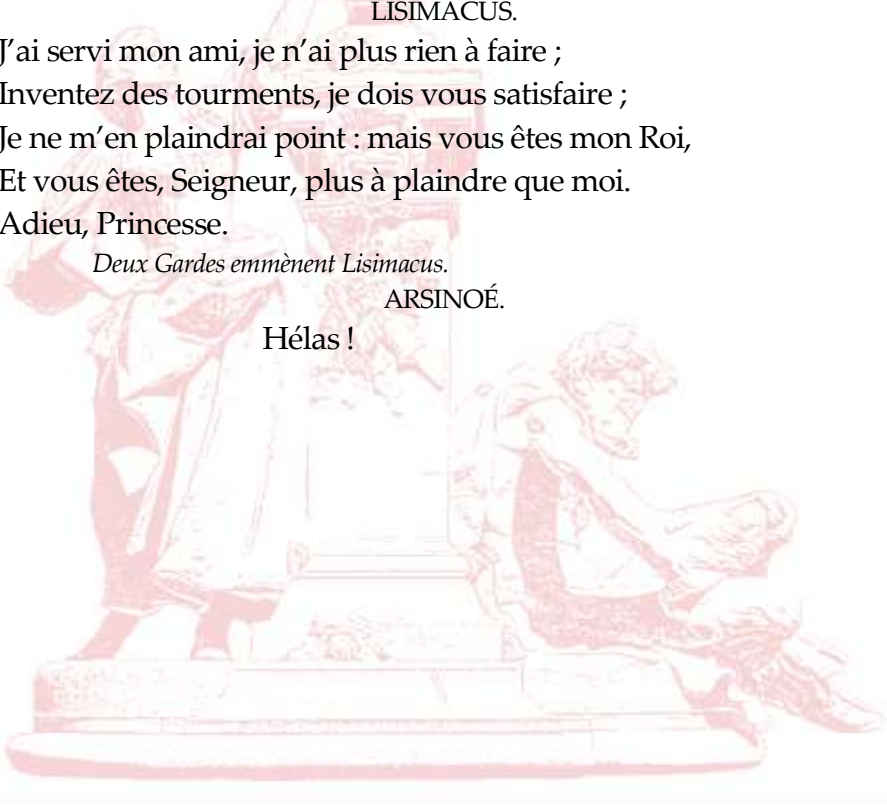 LISIMACUS.
J’ai servi mon ami, je n’ai plus rien à faire ;
Inventez des tourments, je dois vous satisfaire ;
Je ne m’en plaindrai point : mais vous êtes mon Roi,
Et vous êtes, Seigneur, plus à plaindre que moi.
Adieu, Princesse.
Deux Gardes emmènent Lisimacus.
ARSINOÉ.
Hélas !